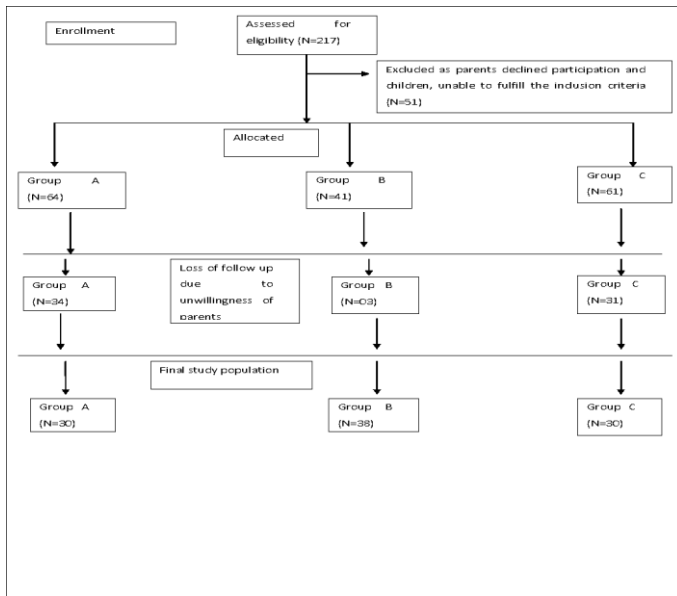 Enrollment
Assessed for
eligibility (N=217)
Excluded as parents declined participation and
children, unable to fulfill the inclusion criteria
(N=51)
Allocated
Group A
(N=64)
Group B
(N=41)
Group C
(N=61)
Loss of follow up
due to
unwillingness of
parents
Group A
(N=34)
Group B
(N=03)
Group C
(N=31)
Final study population
Group A
(N=30)
Group B
(N=38)
Group C
(N=30)